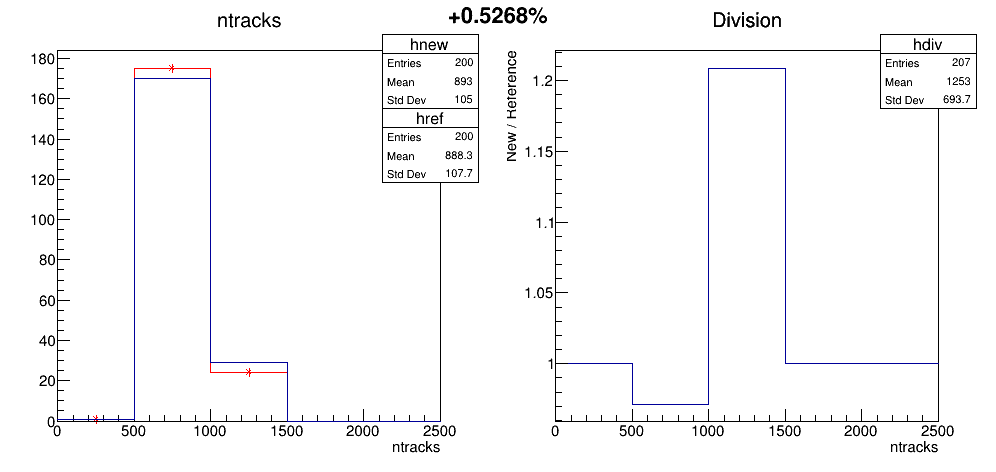 +0.5268%
ntracks
hnew
Entries 200
Mean 893
Std Dev 105
href
Entries 200
Mean 888.3
Std Dev 107.7
180
160
140
120
100
80
60
40
20
0
0 500 1000 1500 2000 2500
ntracks
Division
hdiv
Entries 207
Mean 1253
Std Dev 693.7
New / Reference
1.2
1.15
1.1
1.05
1
0 500 1000 1500 2000 2500
ntracks